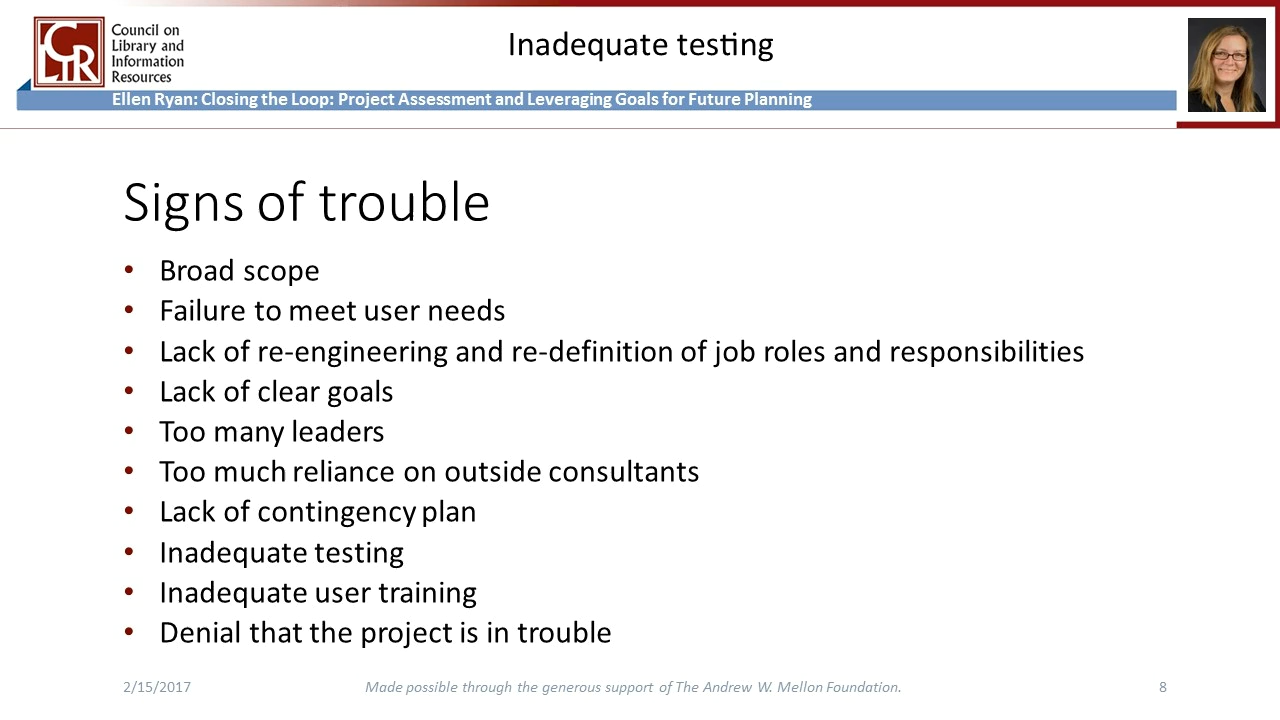 CLIR
Council on
Library and
Information
Resources
Inadequate testing
Ellen Ryan: Closing the Loop: Project Assessment and Leveraging Goals for Future Planning
Signs of trouble
• Broad scope
• Failure to meet user needs
• Lack of re-engineering and re-definition of job roles and responsibilities
• Lack of clear goals
• Too many leaders
• Too much reliance on outside consultants
• Lack of contingency plan
• Inadequate testing
• Inadequate user training
• Denial that the project is in trouble
2/15/2017
Made possible through the generous support of The Andrew W. Mellon Foundation.
8